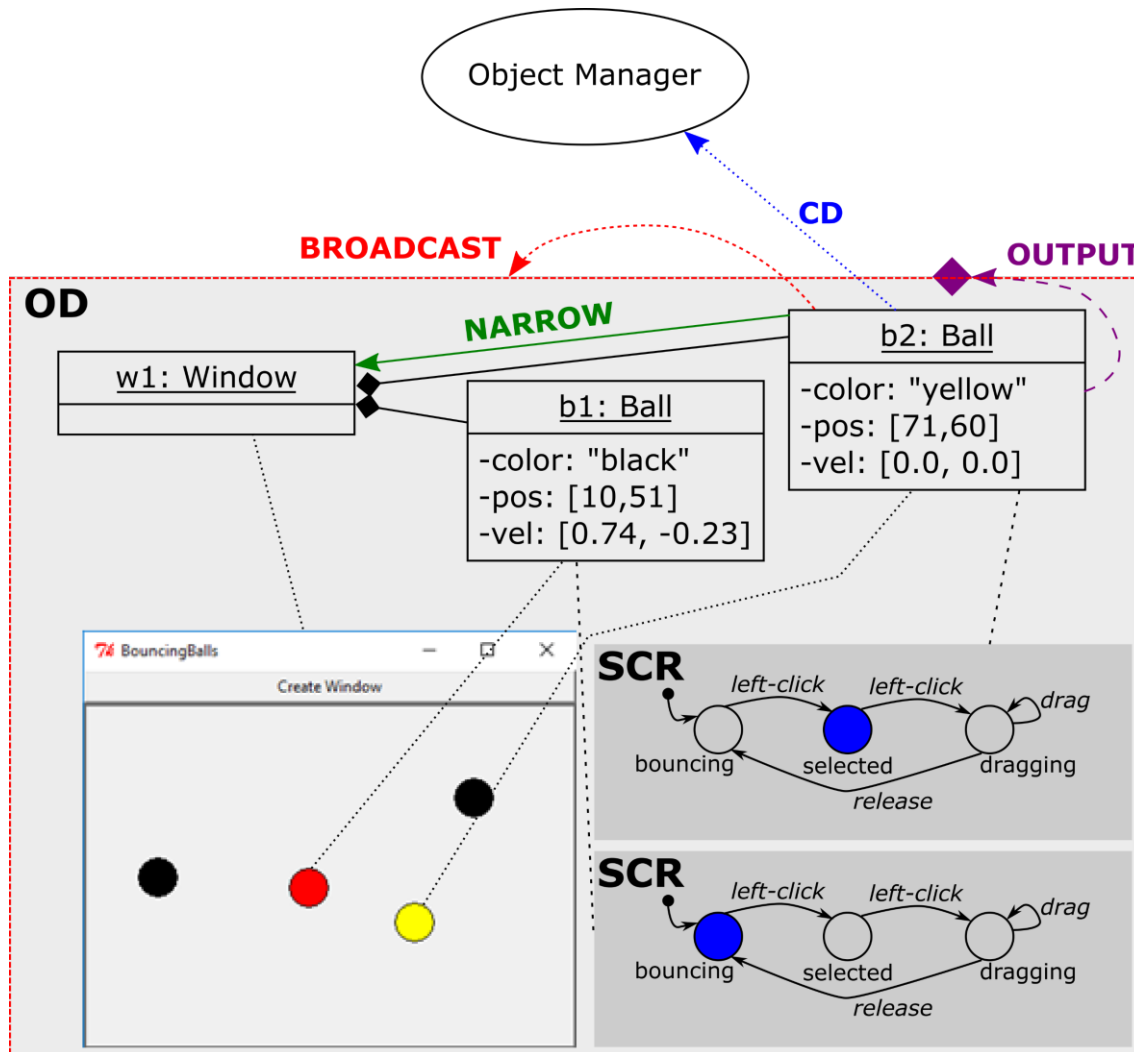 Object Manager
CD
BROADCAST
OUTPUT
OD
NARROW
w1: Window
b2: Ball
-color: "yellow"
-pos: [71,60]
-vel: [0.0, 0.0]
b1: Ball
-color: "black"
-pos: [10,51]
-vel: [0.74, -0.23]
BouncingBalls
Create Window
SCR
left-click
left-click
drag
bouncing
selected
dragging
release
SCR
left-click
left-click
drag
bouncing
selected
dragging
release